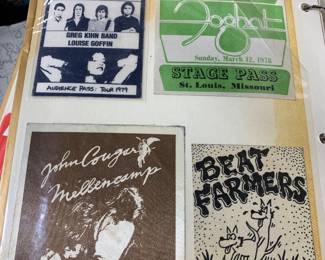 GREG KIHN BAND
LOUISE GOFFIN
AUDIENCE PASS: TOUR 1979
Foghat
Sunday, March 12, 1978
STAGE PASS
St. Louis, Missouri
John Cougar
Mellencamp
BEAT
FARMERS